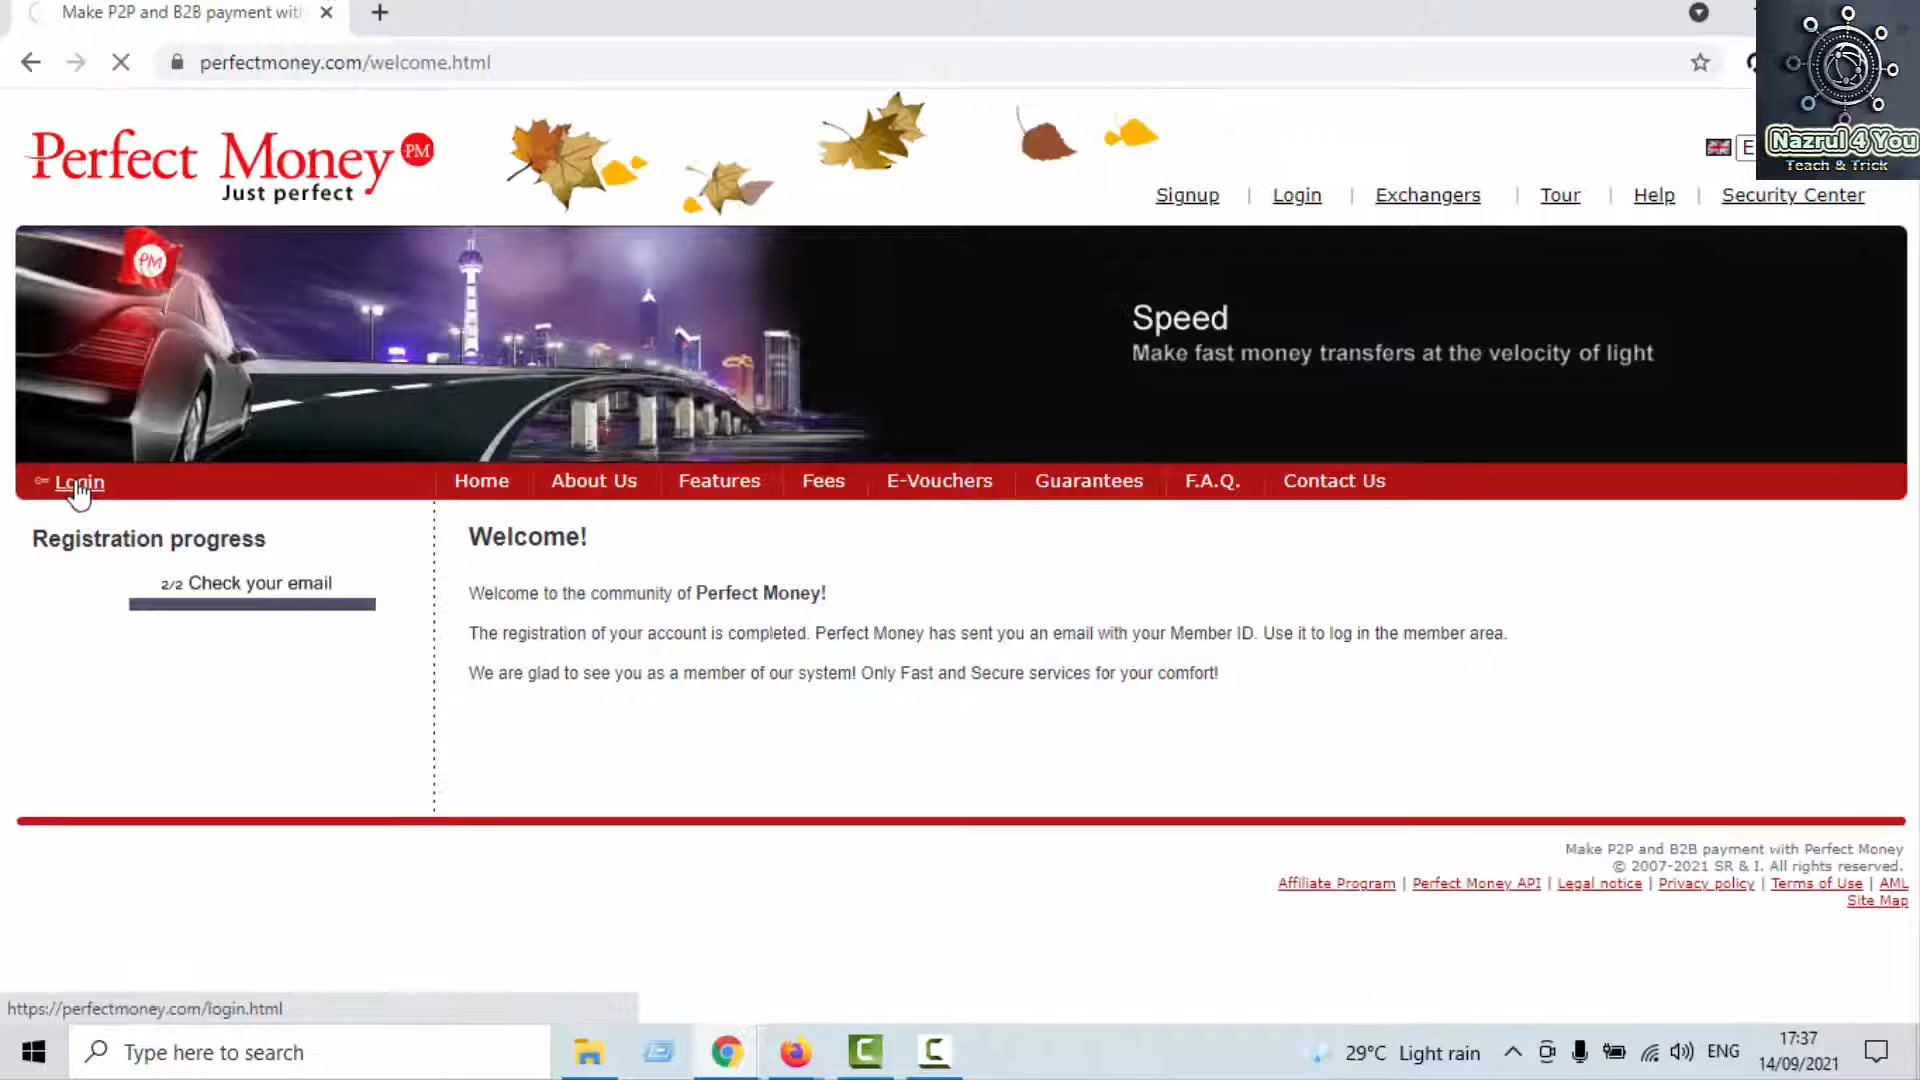 Make P2P and B2B payment with
perfectmoney.com/welcome.html
Nazrul 4 You
Teach & Trick
Perfect Money PM
Just perfect
E
Signup | Login | Exchangers | Tour | Help | Security Center
PM
Speed
Make fast money transfers at the velocity of light
Login
Home About Us Features Fees E-Vouchers Guarantees F.A.Q. Contact Us
Registration progress
2/2 Check your email
Welcome!
Welcome to the community of Perfect Money!
The registration of your account is completed. Perfect Money has sent you an email with your Member ID. Use it to log in the member area.
We are glad to see you as a member of our system! Only Fast and Secure services for your comfort!
Make P2P and B2B payment with Perfect Money
© 2007-2021 SR & I. All rights reserved.
Affiliate Program | Perfect Money API | Legal notice | Privacy policy | Terms of Use | AML
Site Map
https://perfectmoney.com/login.html
Type here to search
29°C Light rain
ENG
17:37
14/09/2021